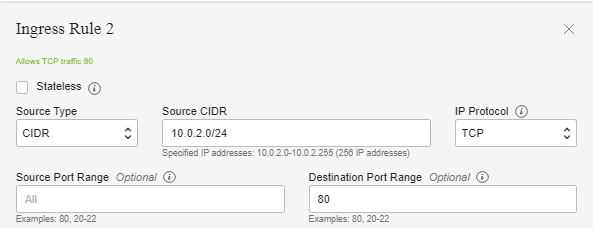 Ingress Rule 2
Allows TCP traffic 80
Stateless
Source Type Source CIDR IP Protocol
CIDR 10.0.2.0/24 TCP
Specified IP addresses: 10.0.2.0-10.0.2.255 (256 IP addresses)
Source Port Range Optional Destination Port Range Optional
All 80
Examples: 80, 20-22 Examples: 80, 20-22